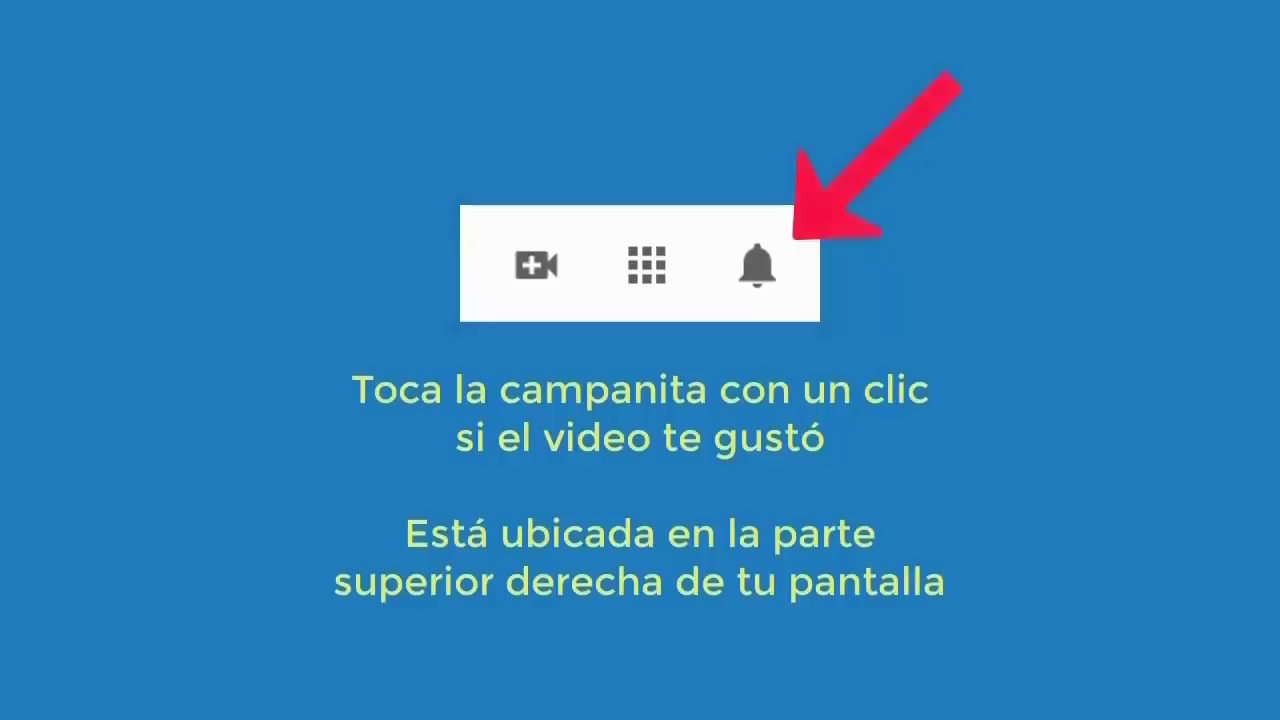 Toca la campanita con un clic
si el video te gustó
Está ubicada en la parte
superior derecha de tu pantalla